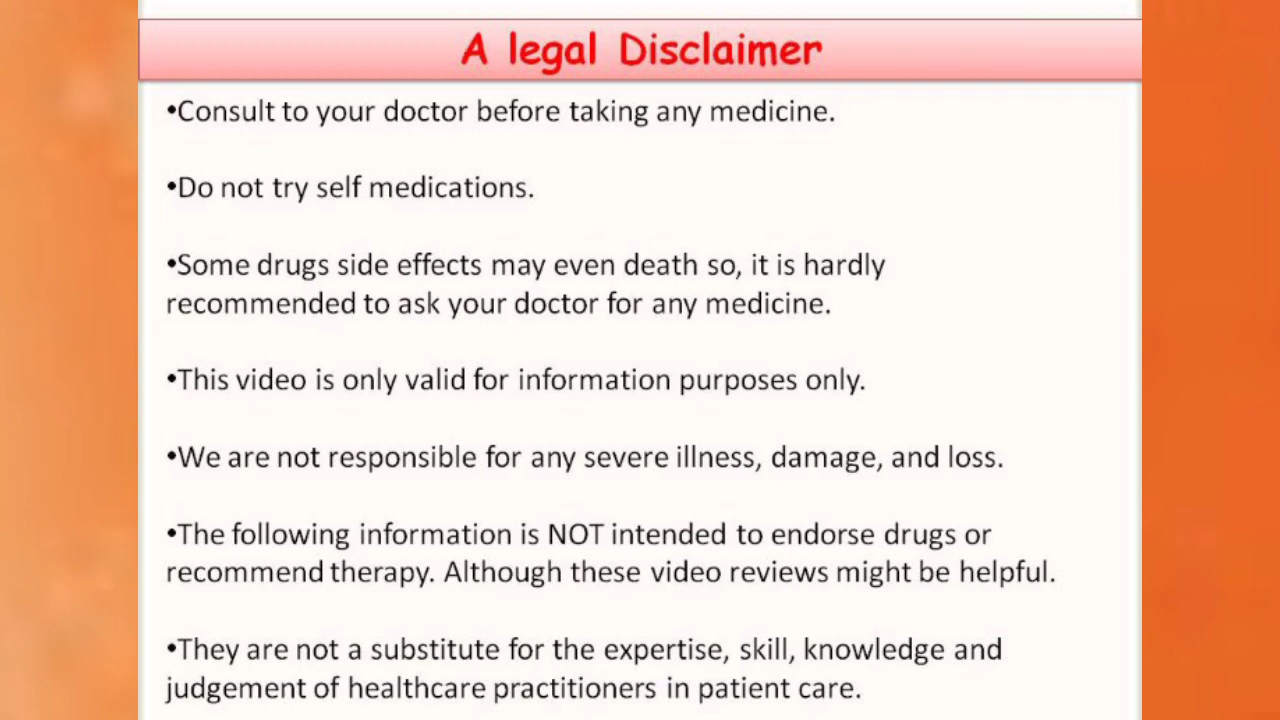 A legal Disclaimer
•Consult to your doctor before taking any medicine.
•Do not try self medications.
•Some drugs side effects may even death so, it is hardly
recommended to ask your doctor for any medicine.
•This video is only valid for information purposes only.
•We are not responsible for any severe illness, damage, and loss.
•The following information is NOT intended to endorse drugs or
recommend therapy. Although these video reviews might be helpful.
•They are not a substitute for the expertise, skill, knowledge and
judgement of healthcare practitioners in patient care.